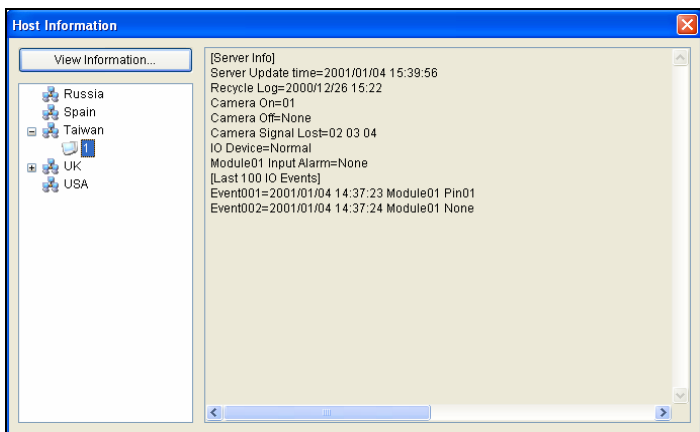 Host Information
View Information...
Russia
Spain
Taiwan
1
UK
USA
[Server Info]
Server Update time=2001/01/04 15:39:56
Recycle Log=2000/12/26 15:22
Camera On=01
Camera Off=None
Camera Signal Lost=02 03 04
IO Device=Normal
Module01 Input Alarm=None
[Last 100 IO Events]
Event001=2001/01/04 14:37:23 Module01 Pin01
Event002=2001/01/04 14:37:24 Module01 None